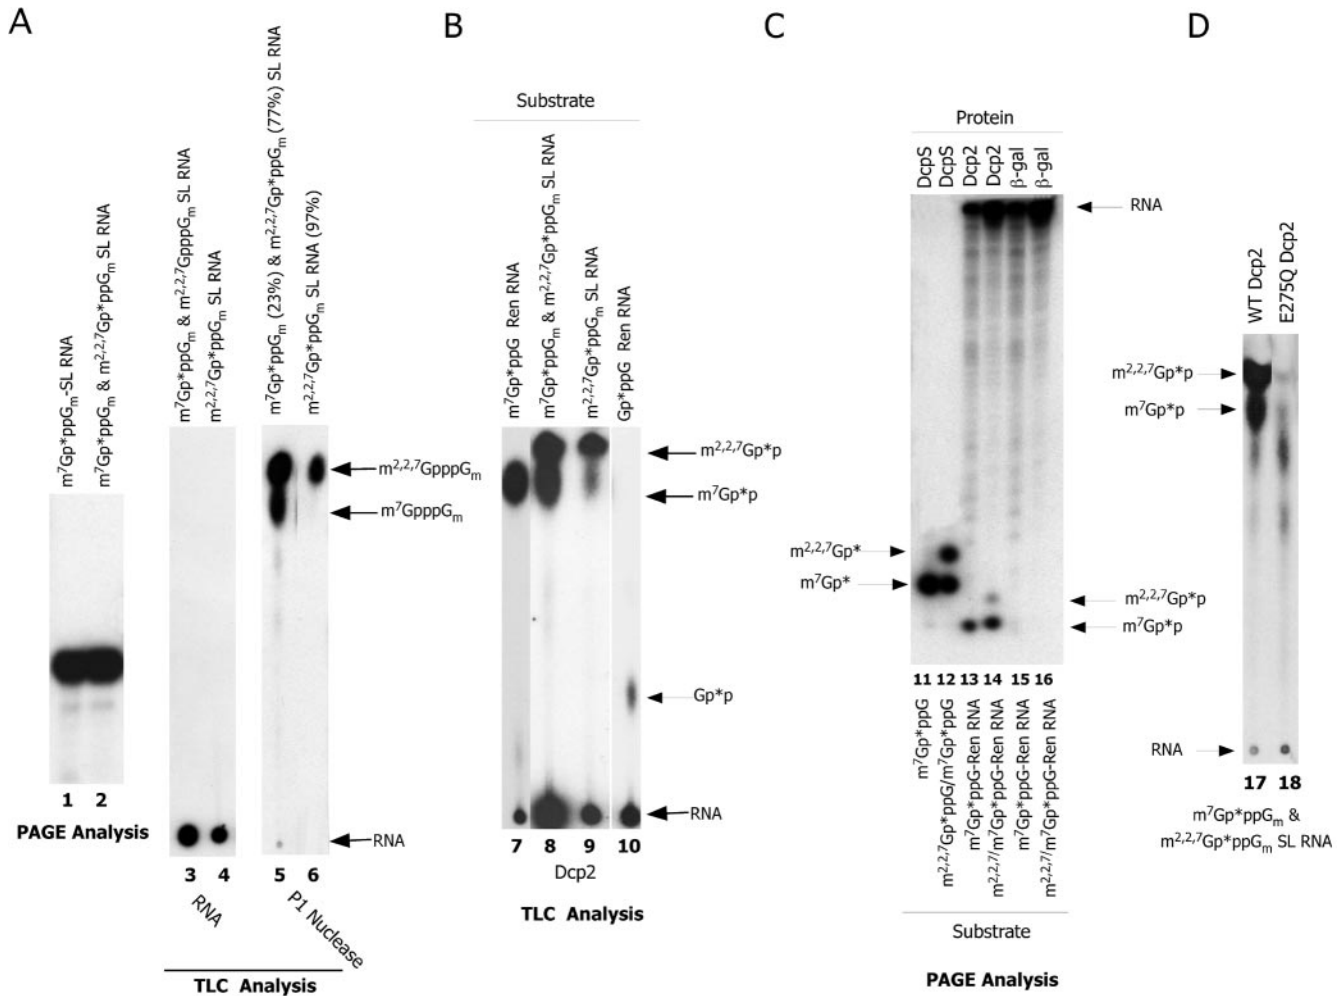 A
m⁷Gp*ppGₘ-SL RNA
m⁷Gp*ppGₘ & m²,²,⁷Gp*ppGₘ SL RNA
m⁷Gp*ppGₘ & m²,²,⁷GpppGₘ SL RNA
m²,²,⁷Gp*ppGₘ SL RNA
m⁷Gp*ppGₘ (23%) & m²,²,⁷Gp*ppGₘ (77%) SL RNA
m²,²,⁷Gp*ppGₘ SL RNA (97%)
m²,²,⁷GpppGₘ
m⁷GpppGₘ
RNA
1 2
PAGE Analysis
3 4 5 6
RNA
P1 Nuclease
TLC Analysis
B
Substrate
m⁷Gp*ppG Ren RNA
m⁷Gp*ppGₘ & m²,²,⁷Gp*ppGₘ SL RNA
m²,²,⁷Gp*ppGₘ SL RNA
Gp*ppG Ren RNA
m²,²,⁷Gp*p
m⁷Gp*p
Gp*p
RNA
7 8 9 10
Dcp2
TLC Analysis
C
Protein
DcpS
DcpS
Dcp2
Dcp2
β-gal
β-gal
RNA
m²,²,⁷Gp*
m⁷Gp*
m²,²,⁷Gp*p
m⁷Gp*p
11 12 13 14 15 16
m⁷Gp*ppG
m²,²,⁷Gp*ppG/m⁷Gp*ppG
m⁷Gp*ppG-Ren RNA
m²,²,⁷/m⁷Gp*ppG-Ren RNA
m⁷Gp*ppG-Ren RNA
m²,²,⁷/m⁷Gp*ppG-Ren RNA
Substrate
PAGE Analysis
D
WT Dcp2
E275Q Dcp2
m²,²,⁷Gp*p
m⁷Gp*p
RNA
17 18
m⁷Gp*ppGₘ &
m²,²,⁷Gp*ppGₘ SL RNA